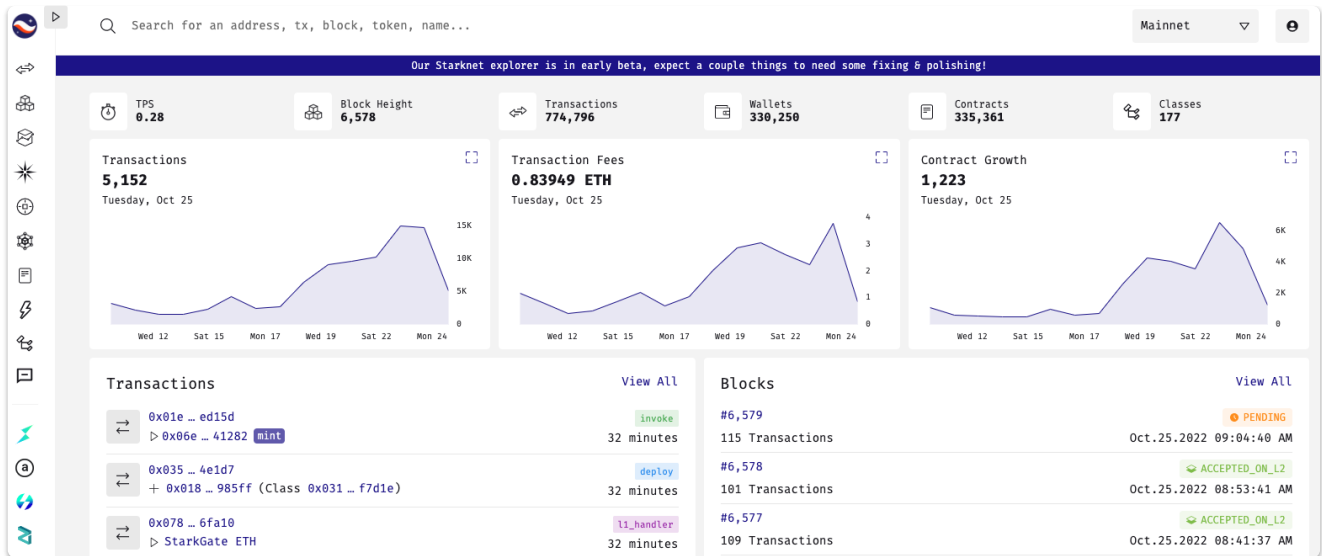 Search for an address, tx, block, token, name...
Mainnet
Our Starknet explorer is in early beta, expect a couple things to need some fixing & polishing!
TPS
0.28
Block Height
6,578
Transactions
774,796
Wallets
330,250
Contracts
335,361
Classes
177
Transactions
5,152
Tuesday, Oct 25
15K
10K
5K
0
Wed 12 Sat 15 Mon 17 Wed 19 Sat 22 Mon 24
Transaction Fees
0.83949 ETH
Tuesday, Oct 25
4
3
2
1
0
Wed 12 Sat 15 Mon 17 Wed 19 Sat 22 Mon 24
Contract Growth
1,223
Tuesday, Oct 25
6K
4K
2K
0
Wed 12 Sat 15 Mon 17 Wed 19 Sat 22 Mon 24
Transactions View All
0x01e … ed15d invoke
0x06e … 41282 mint 32 minutes
0x035 … 4e1d7 deploy
0x018 … 985ff (Class 0x031 … f7d1e) 32 minutes
0x078 … 6fa10 l1_handler
StarkGate ETH 32 minutes
Blocks View All
#6,579 PENDING
115 Transactions Oct.25.2022 09:04:40 AM
#6,578 ACCEPTED_ON_L2
101 Transactions Oct.25.2022 08:53:41 AM
#6,577 ACCEPTED_ON_L2
109 Transactions Oct.25.2022 08:41:37 AM